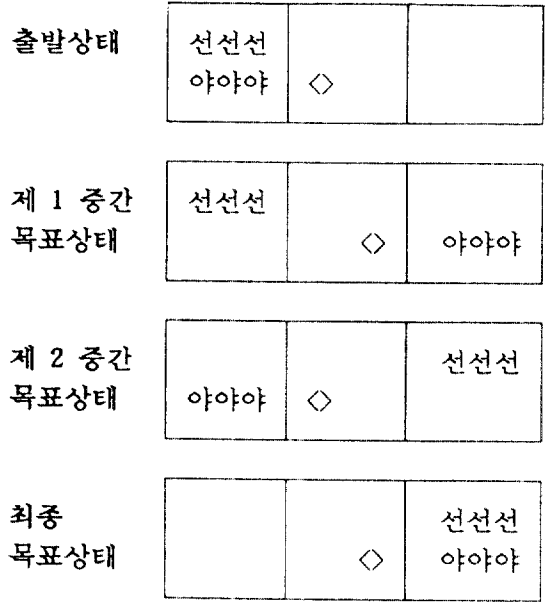 출발상태 선선선
야야야 <>
제 1 중간 선선선
목표상태 <> 야야야
제 2 중간 선선선
목표상태 야야야 <>
최종 선선선
목표상태 <> 야야야